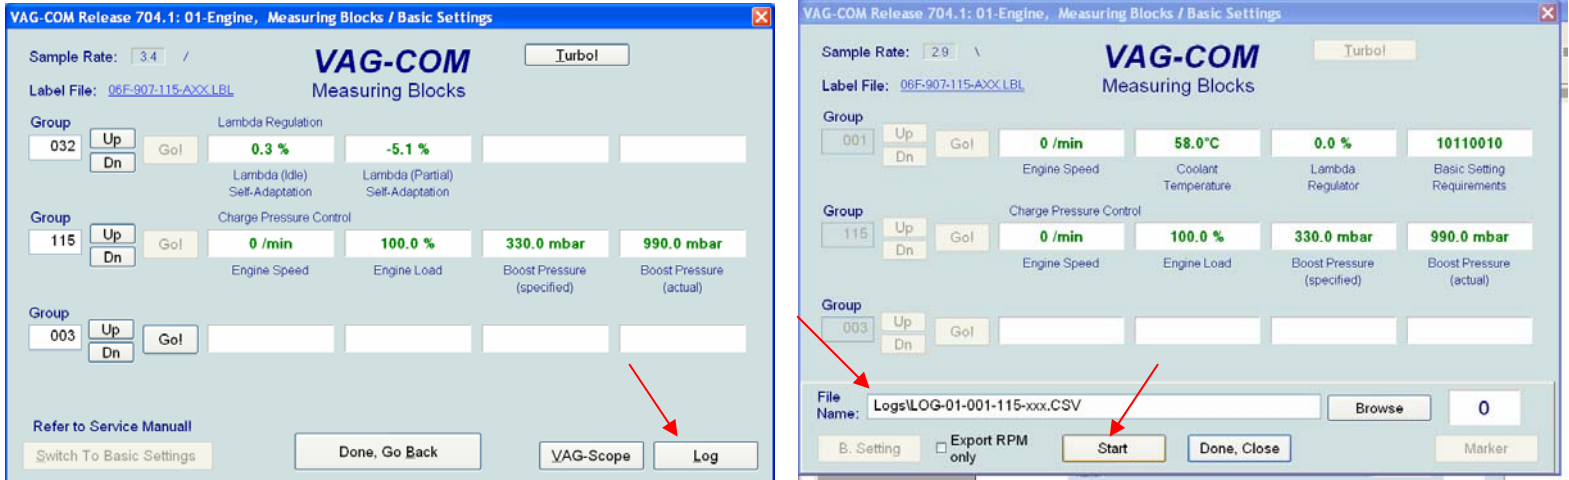 VAG-COM Release 704.1: 01-Engine, Measuring Blocks / Basic Settings
Sample Rate: 3.4 /
VAG-COM
Turbo!
Label File: 06F-907-115-AXX.LBL
Measuring Blocks
Group
Lambda Regulation
032 Up Dn Go! 0.3 % -5.1 %
Lambda (Idle) Lambda (Partial)
Self-Adaptation Self-Adaptation
Group
Charge Pressure Control
115 Up Dn Go! 0 /min 100.0 % 330.0 mbar 990.0 mbar
Engine Speed Engine Load Boost Pressure Boost Pressure
(specified) (actual)
Group
003 Up Dn Go!
Refer to Service Manual!
Switch To Basic Settings Done, Go Back VAG-Scope Log
VAG-COM Release 704.1: 01-Engine, Measuring Blocks / Basic Settings
Sample Rate: 2.9 \
VAG-COM
Turbo!
Label File: 06F-907-115-AXX.LBL
Measuring Blocks
Group
001 Up Dn Go! 0 /min 58.0°C 0.0 % 10110010
Engine Speed Coolant Lambda Basic Setting
Temperature Regulator Requirements
Group
Charge Pressure Control
115 Up Dn Go! 0 /min 100.0 % 330.0 mbar 990.0 mbar
Engine Speed Engine Load Boost Pressure Boost Pressure
(specified) (actual)
Group
003 Up Dn Go!
File
Name: Logs\LOG-01-001-115-xxx.CSV Browse 0
B. Setting Export RPM
only
Start Done, Close Marker